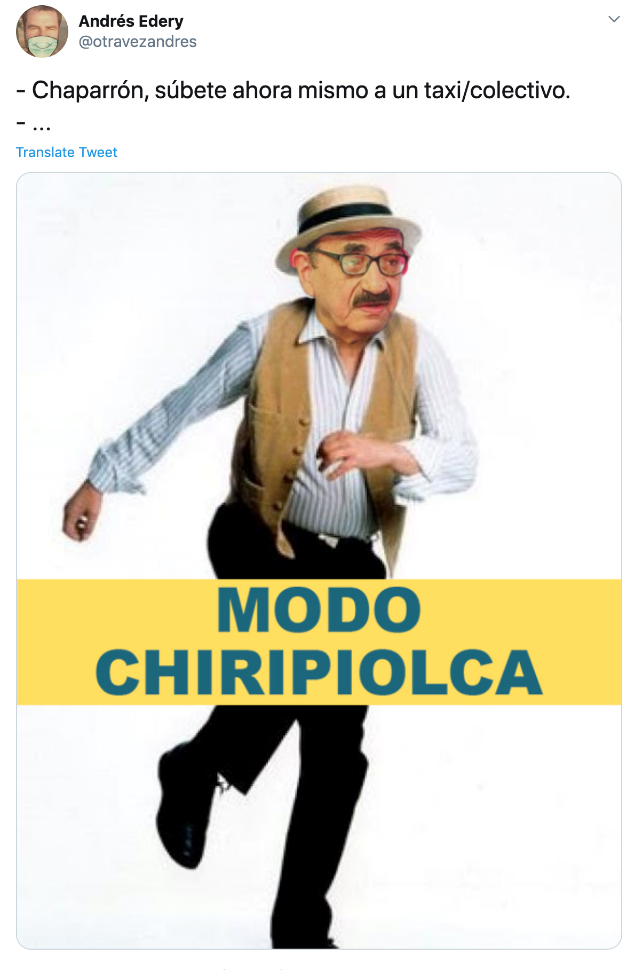 Andrés Edery
@otravezandres
- Chaparrón, súbete ahora mismo a un taxi/colectivo.
- ...
Translate Tweet
MODO
CHIRIPIOLCA